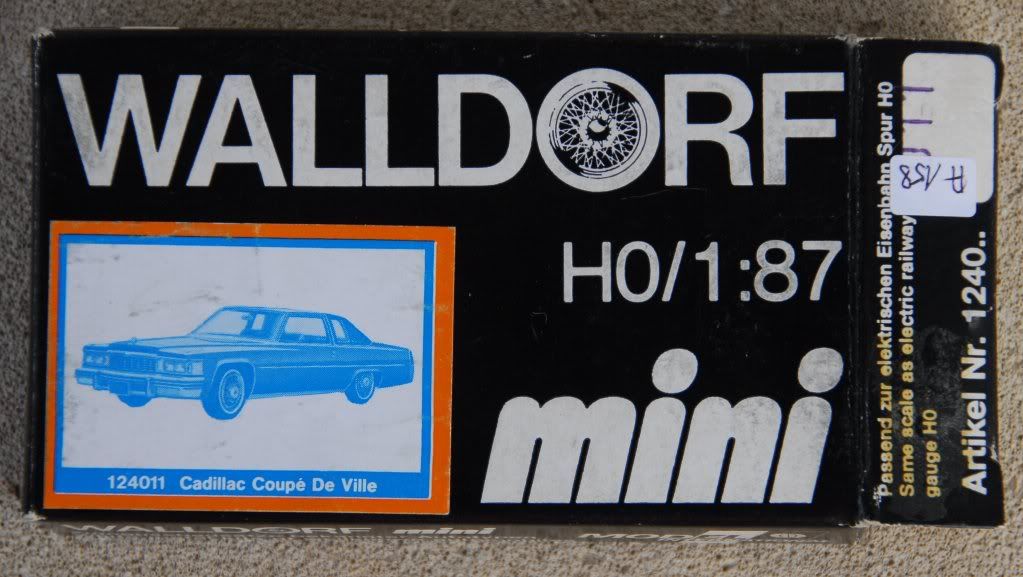 WALLDORF
H0/1:87
mini
124011 Cadillac Coupé De Ville
Passend zur elektrischen Eisenbahn Spur H0
Same scale as electric railway
gauge H0
Artikel Nr. 1240..
WALLDORF mini